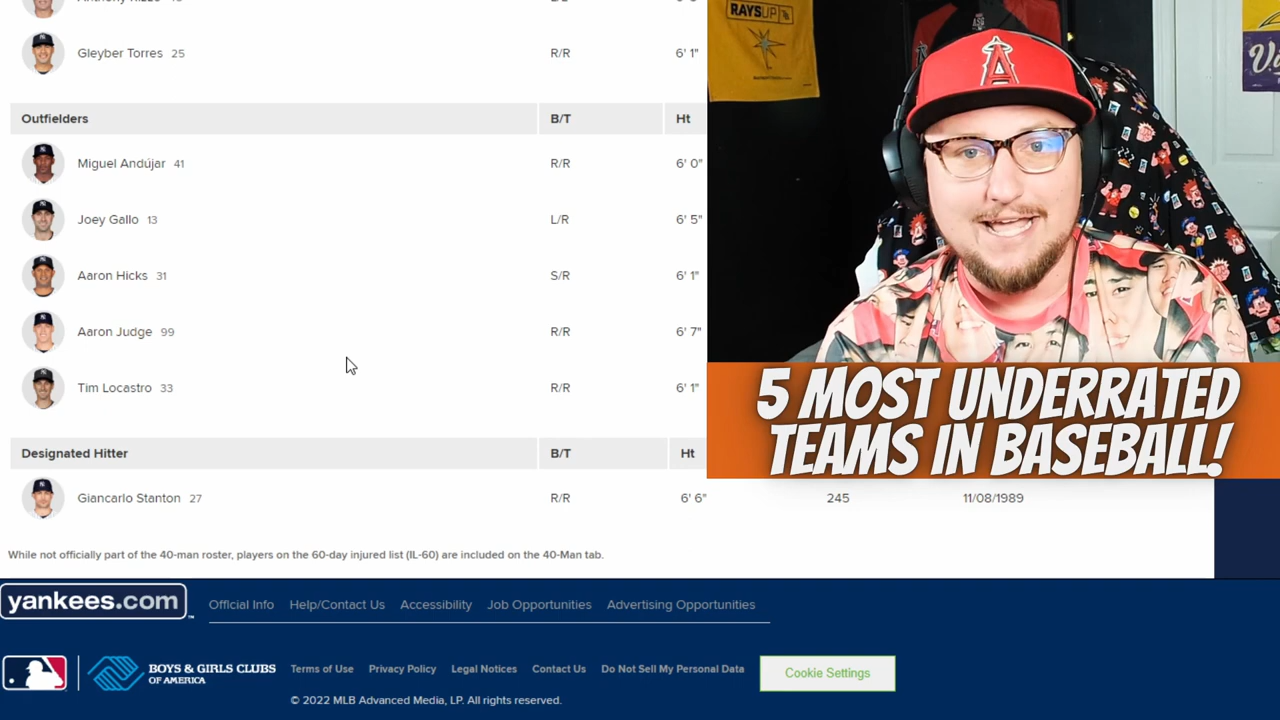 Gleyber Torres 25 R/R 6' 1"
Outfielders B/T Ht
Miguel Andújar 41 R/R 6' 0"
Joey Gallo 13 L/R 6' 5"
Aaron Hicks 31 S/R 6' 1"
Aaron Judge 99 R/R 6' 7"
Tim Locastro 33 R/R 6' 1"
Designated Hitter B/T Ht
Giancarlo Stanton 27 R/R 6' 6" 245 11/08/1989
While not officially part of the 40-man roster, players on the 60-day injured list (IL-60) are included on the 40-Man tab.
RAYS UP
A
5 MOST UNDERRATED
TEAMS IN BASEBALL!
yankees.com™ Official Info Help/Contact Us Accessibility Job Opportunities Advertising Opportunities
BOYS & GIRLS CLUBS
OF AMERICA
Terms of Use Privacy Policy Legal Notices Contact Us Do Not Sell My Personal Data Cookie Settings
© 2022 MLB Advanced Media, LP. All rights reserved.